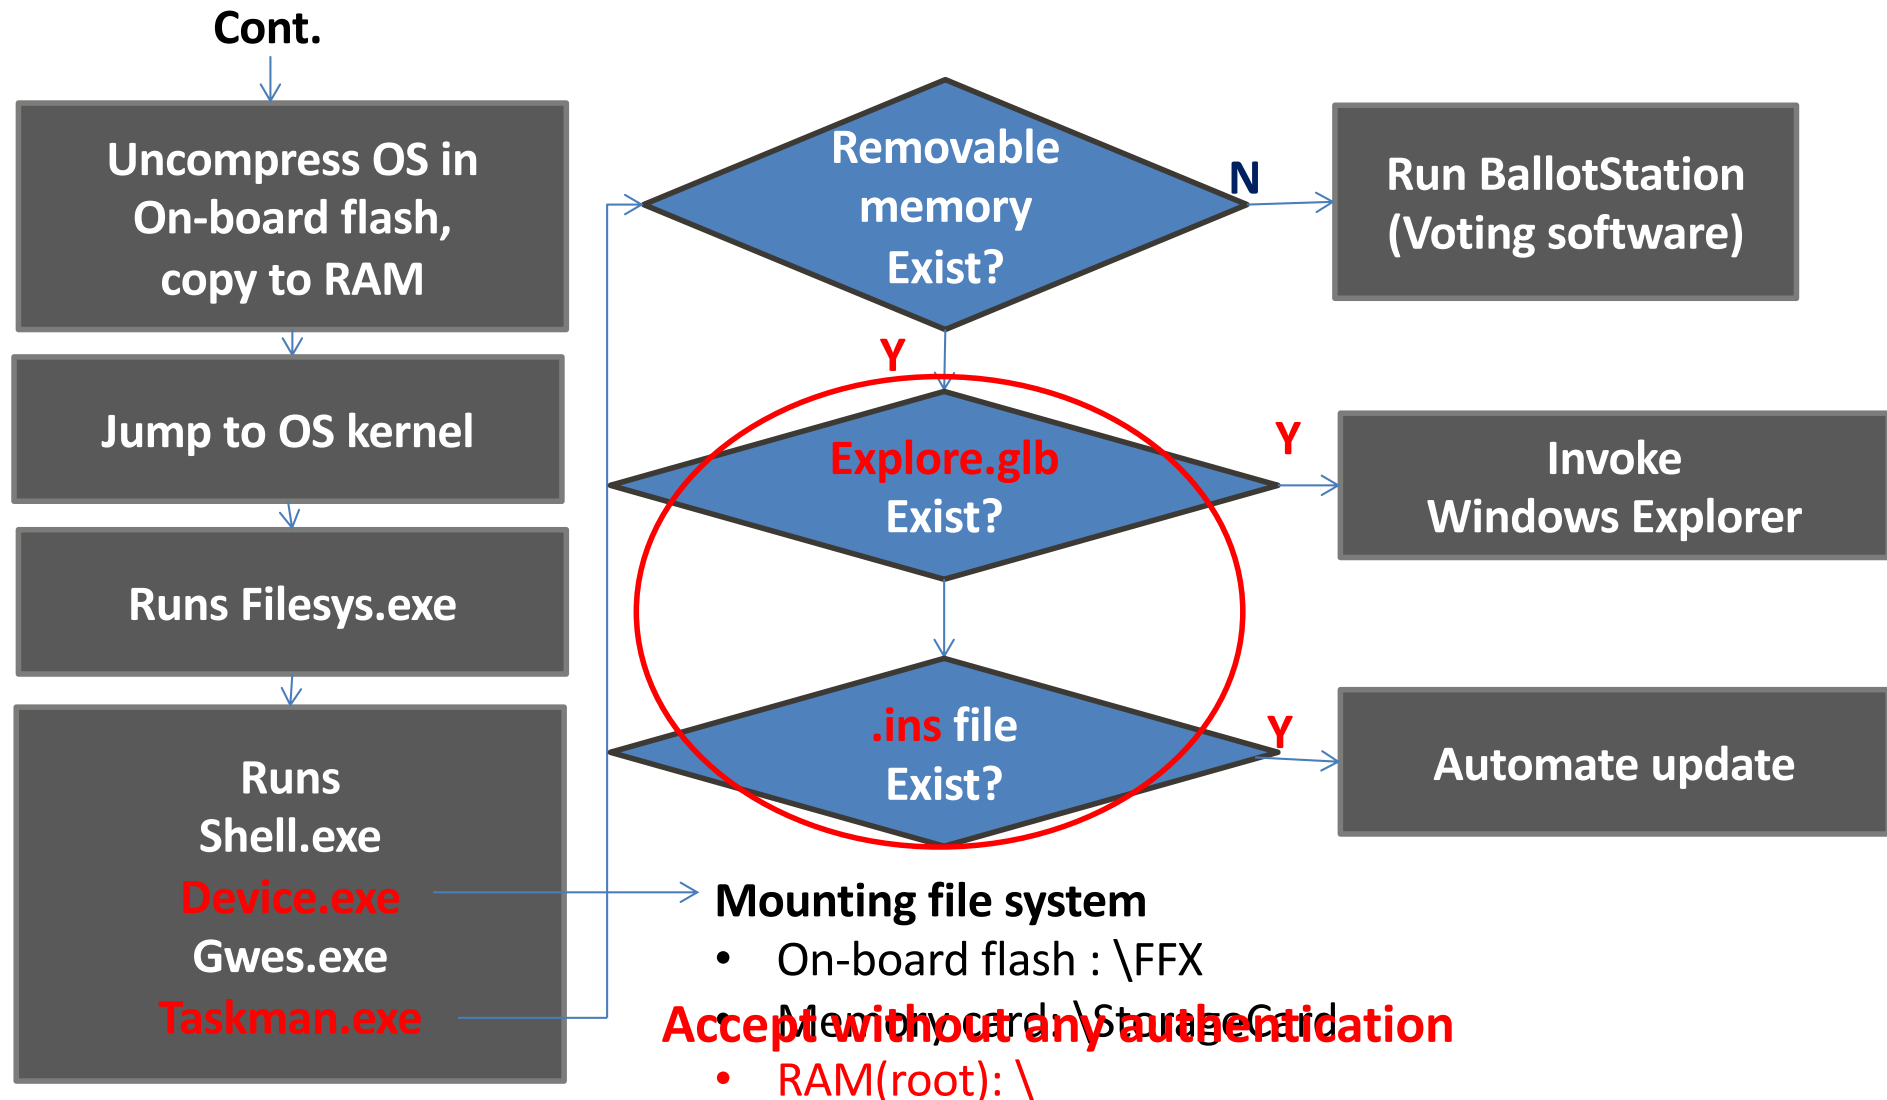 Cont.
Uncompress OS in
On-board flash,
copy to RAM
Jump to OS kernel
Runs Filesys.exe
Runs
Shell.exe
Device.exe
Gwes.exe
Taskman.exe
Removable
memory
Exist?
N
Run BallotStation
(Voting software)
Y
Explore.glb
Exist?
Y
Invoke
Windows Explorer
.ins file
Exist?
Y
Automate update
Mounting file system
• On-board flash : \FFX
• Memory card: \StorageCard
Accept without any authentication
• RAM(root): \